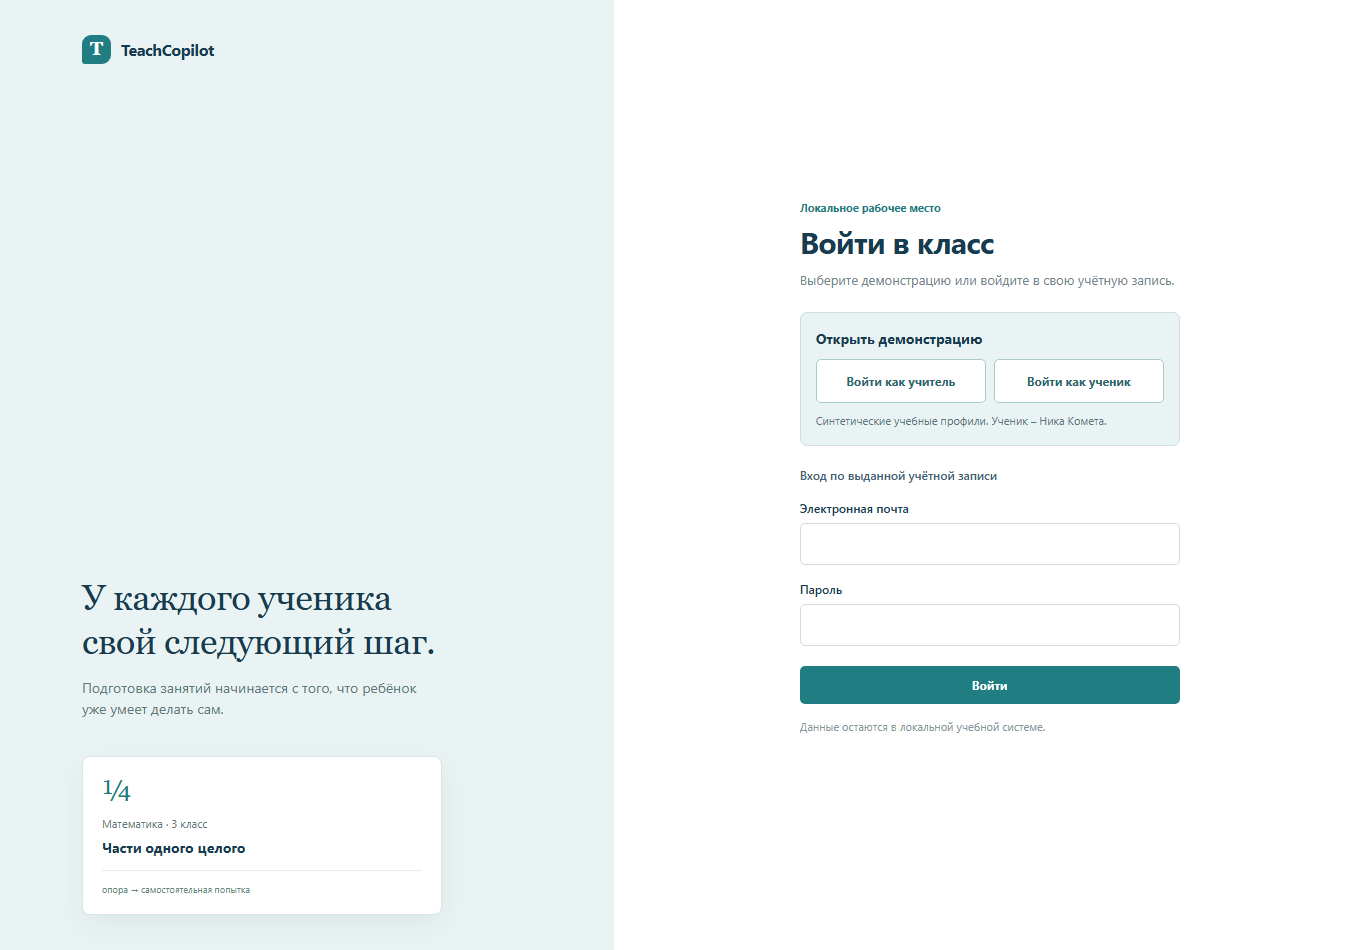 T TeachCopilot
У каждого ученика
свой следующий шаг.
Подготовка занятий начинается с того, что ребёнок
уже умеет делать сам.
¼
Математика · 3 класс
Части одного целого
опора → самостоятельная попытка
Локальное рабочее место
Войти в класс
Выберите демонстрацию или войдите в свою учётную запись.
Открыть демонстрацию
Войти как учитель
Войти как ученик
Синтетические учебные профили. Ученик – Ника Комета.
Вход по выданной учётной записи
Электронная почта
Пароль
Войти
Данные остаются в локальной учебной системе.